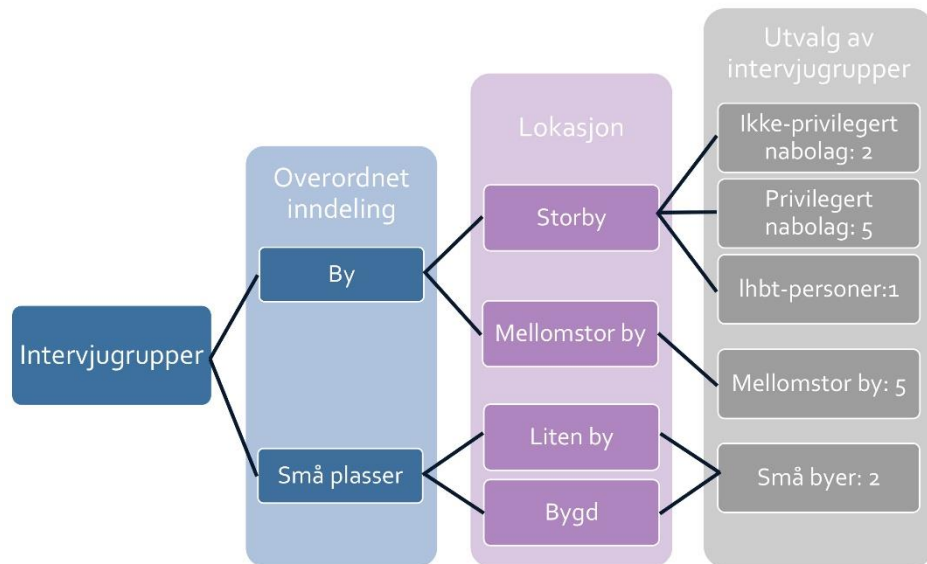 Intervjugrupper
Overordnet
inndeling
By
Små plasser
Lokasjon
Storby
Mellomstor by
Liten by
Bygd
Utvalg av
intervjugrupper
Ikke-privilegert
nabolag: 2
Privilegert
nabolag: 5
lhbt-personer:1
Mellomstor by: 5
Små byer: 2